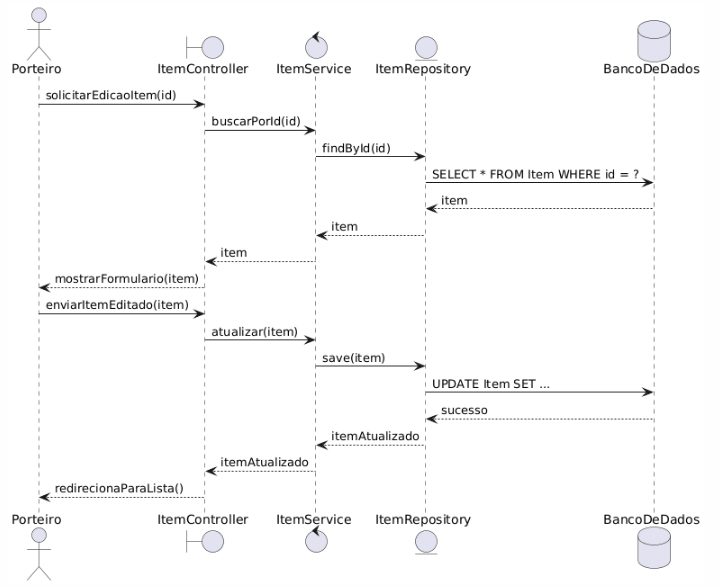 Porteiro ItemController ItemService ItemRepository BancoDeDados
solicitarEdicaoItem(id)
buscarPorId(id)
findById(id)
SELECT * FROM Item WHERE id = ?
item
item
item
mostrarFormulario(item)
enviarItemEditado(item)
atualizar(item)
save(item)
UPDATE Item SET ...
sucesso
itemAtualizado
itemAtualizado
redirecionaParaLista()
Porteiro ItemController ItemService ItemRepository BancoDeDados